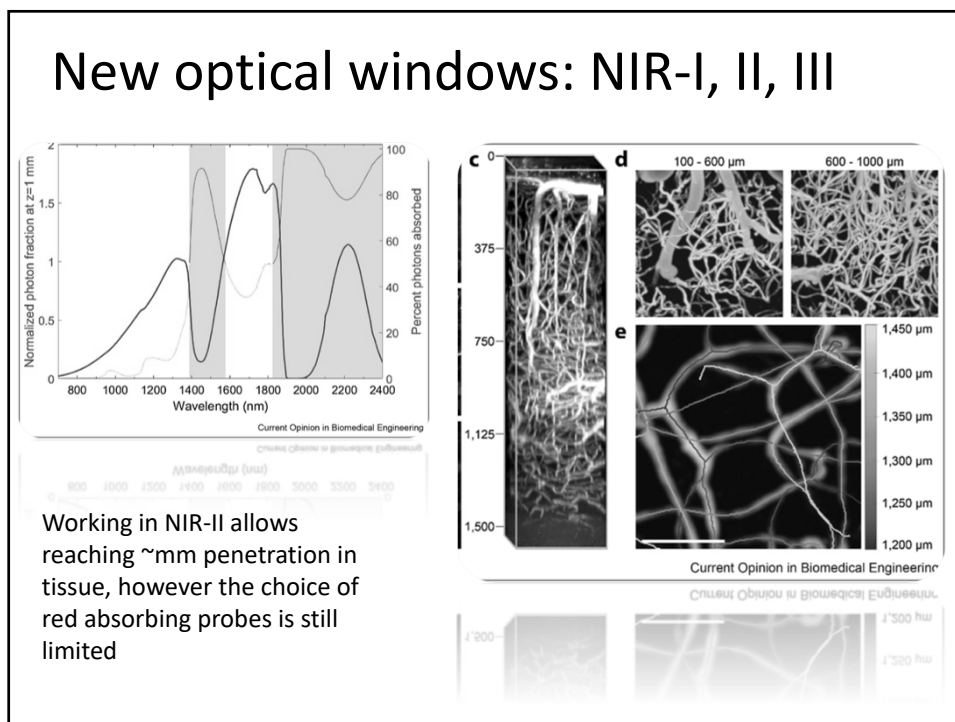 New optical windows: NIR-I, II, III
2
1.5
1
0.5
0
Normalized photon fraction at z=1 mm
100
80
60
40
20
0
Percent photons absorbed
800 1000 1200 1400 1600 1800 2000 2200 2400
Wavelength (nm)
Current Opinion in Biomedical Engineering
c
0
375
750
1,125
1,500
d
100 - 600 µm
600 - 1000 µm
e
1,450 µm
1,400 µm
1,350 µm
1,300 µm
1,250 µm
1,200 µm
Current Opinion in Biomedical Engineerinc
Working in NIR-II allows
reaching ~mm penetration in
tissue, however the choice of
red absorbing probes is still
limited